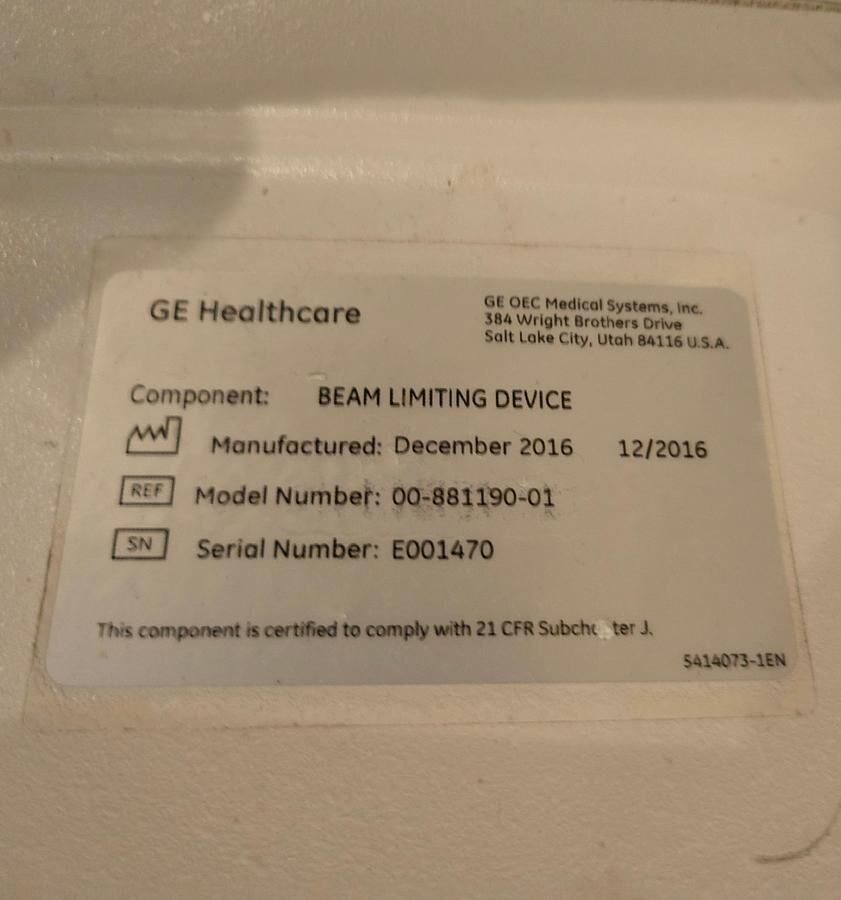 GE Healthcare
GE OEC Medical Systems, Inc.
384 Wright Brothers Drive
Salt Lake City, Utah 84116 U.S.A.
Component: BEAM LIMITING DEVICE
Manufactured: December 2016 12/2016
REF Model Number: 00-881190-01
SN Serial Number: E001470
This component is certified to comply with 21 CFR Subchapter J.
5414073-1EN